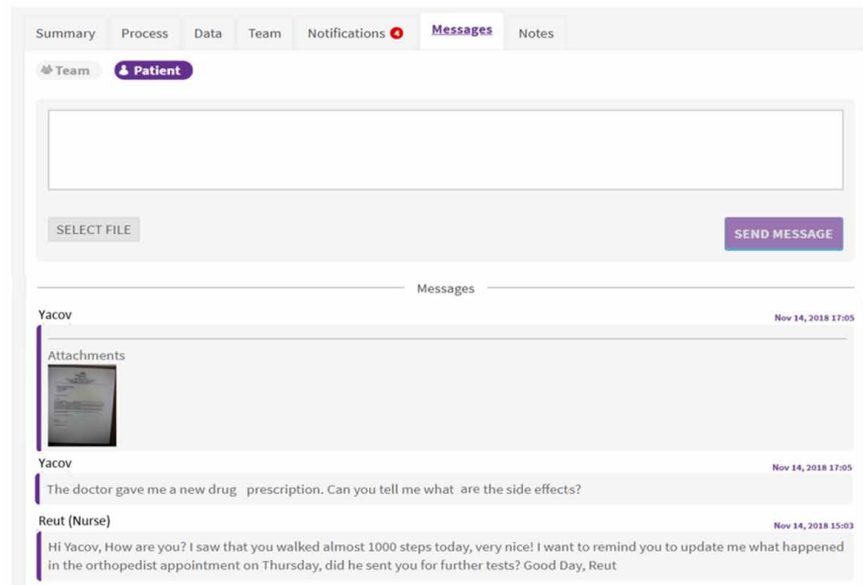 Summary Process Data Team Notifications 4 Messages Notes
Team Patient
SELECT FILE
SEND MESSAGE
Messages
Yacov
Nov 14, 2018 17:05
Attachments
Yacov
Nov 14, 2018 17:05
The doctor gave me a new drug prescription. Can you tell me what are the side effects?
Reut (Nurse)
Nov 14, 2018 15:03
Hi Yacov, How are you? I saw that you walked almost 1000 steps today, very nice! I want to remind you to update me what happened
in the orthopedist appointment on Thursday, did he sent you for further tests? Good Day, Reut